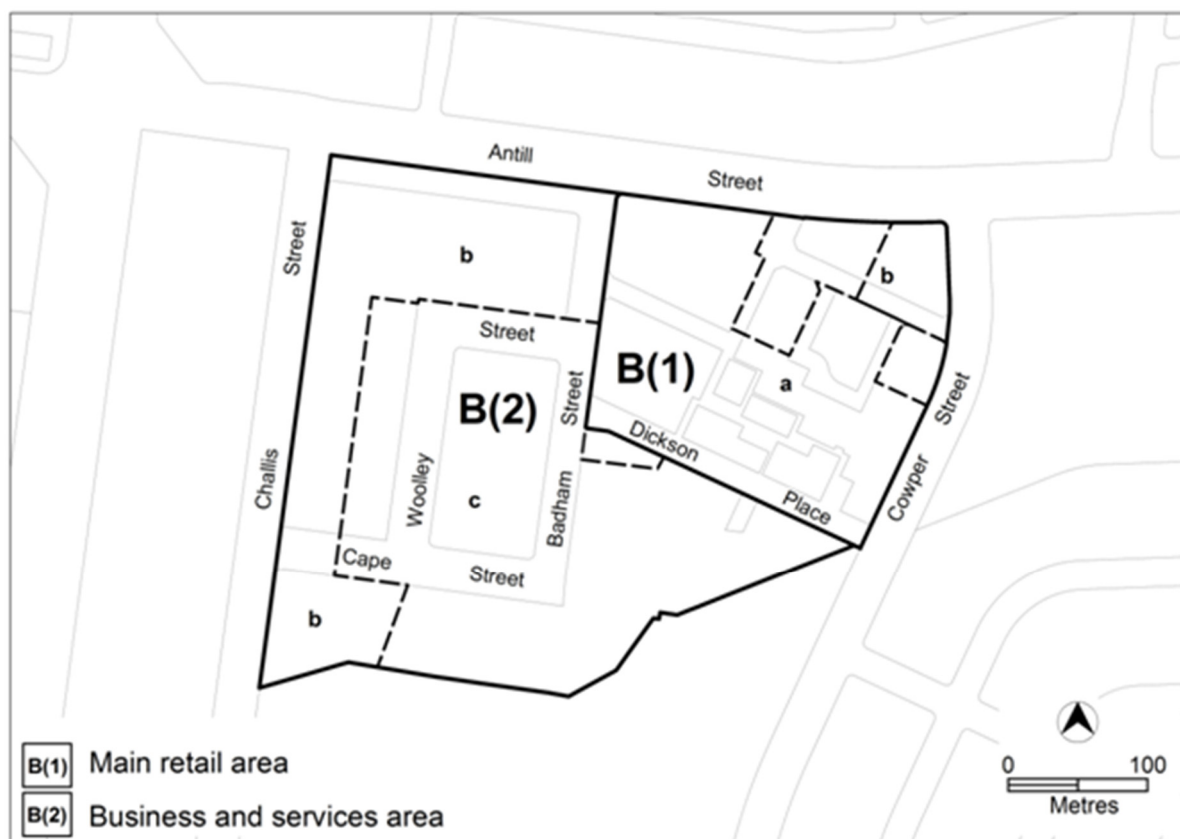 Antill
Street
Street
b
b
Street
B(1)
a
Street
B(2)
Street
Dickson
Woolley
Challis
c
Badham
Place
Cowper
Cape
Street
b
B(1) Main retail area
B(2) Business and services area
0 100
Metres